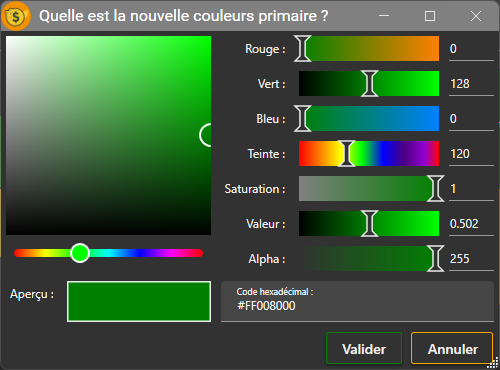 Quelle est la nouvelle couleurs primaire ?
Rouge : 0
Vert : 128
Bleu : 0
Teinte : 120
Saturation : 1
Valeur : 0.502
Alpha : 255
Aperçu :
Code hexadécimal :
#FF008000
Valider Annuler